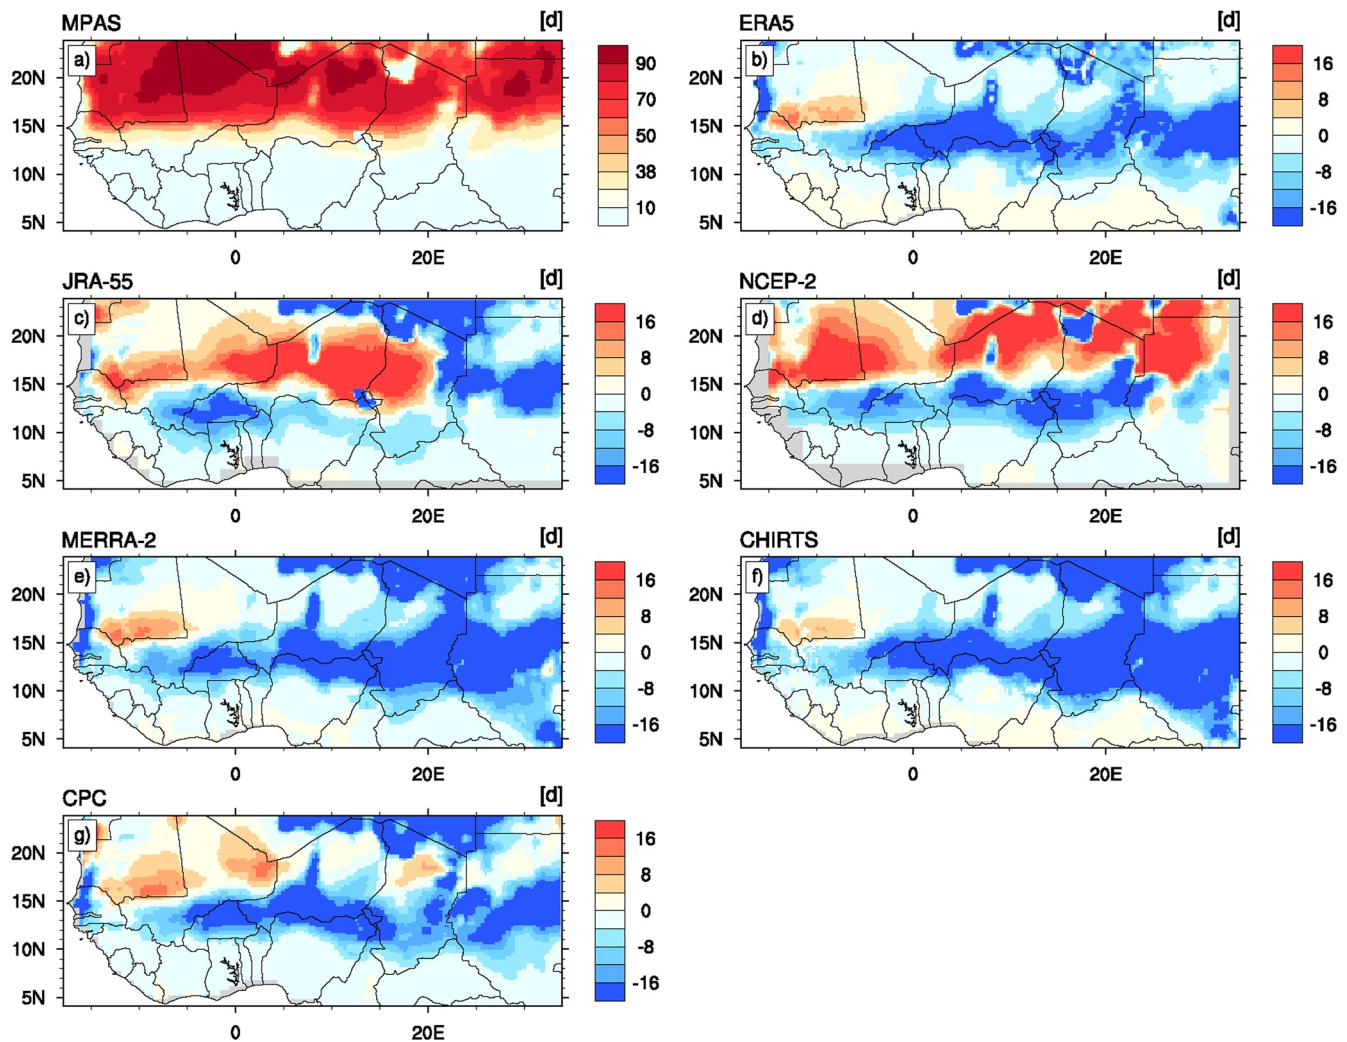 MPAS [d] ERA5 [d]
a) b)
20N 15N 10N 5N
90 70 50 38 10
20N 15N 10N 5N
16 8 0 -8 -16
0 20E 0 20E
JRA-55 [d] NCEP-2 [d]
c) d)
20N 15N 10N 5N
16 8 0 -8 -16
20N 15N 10N 5N
16 8 0 -8 -16
0 20E 0 20E
MERRA-2 [d] CHIRTS [d]
e) f)
20N 15N 10N 5N
16 8 0 -8 -16
20N 15N 10N 5N
16 8 0 -8 -16
0 20E 0 20E
CPC [d]
g)
20N 15N 10N 5N
16 8 0 -8 -16
0 20E